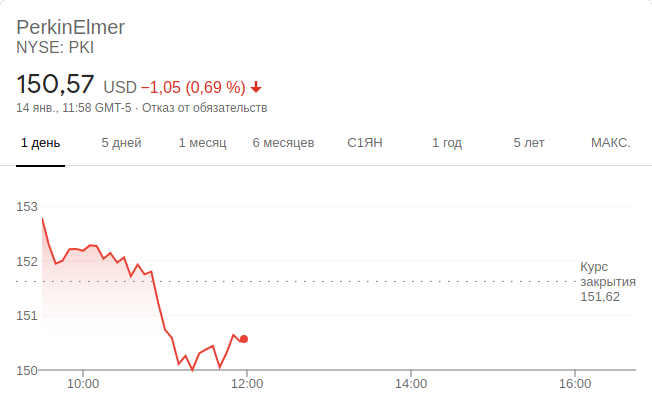 PerkinElmer
NYSE: PKI
150,57 USD −1,05 (0,69 %)
14 янв., 11:58 GMT-5 · Отказ от обязательств
1 день 5 дней 1 месяц 6 месяцев С1ЯН 1 год 5 лет МАКС.
153
152
Курс
закрытия
151,62
151
150
10:00 12:00 14:00 16:00